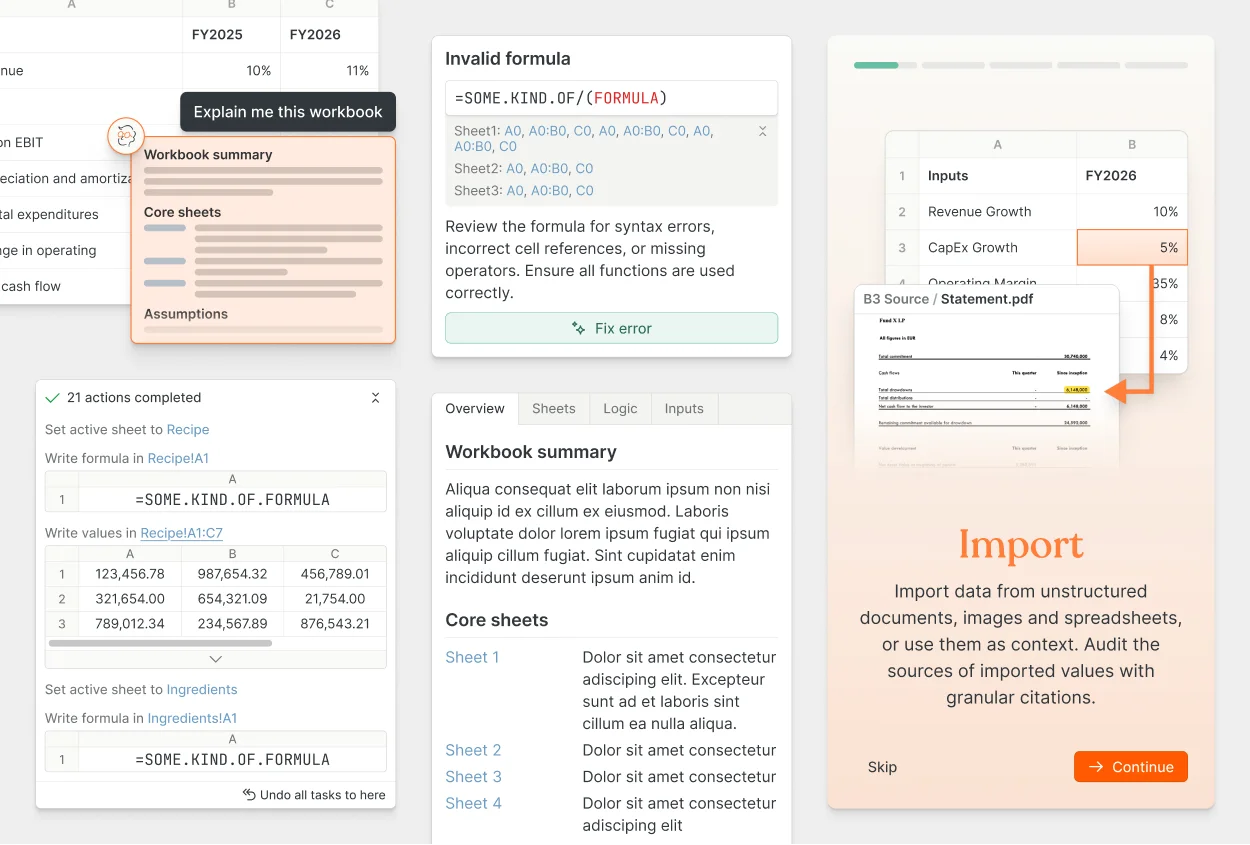 A B C
FY2025 FY2026
nue 10% 11%
Explain me this workbook
on EBIT
eciation and amortiza
tal expenditures
nge in operating
cash flow
Workbook summary
Core sheets
Assumptions
21 actions completed
Set active sheet to Recipe
Write formula in Recipe!A1
A
1 =SOME.KIND.OF.FORMULA
Write values in Recipe!A1:C7
A B C
1 123,456.78 987,654.32 456,789.01
2 321,654.00 654,321.09 21,754.00
3 789,012.34 234,567.89 876,543.21
Set active sheet to Ingredients
Write formula in Ingredients!A1
A
1 =SOME.KIND.OF.FORMULA
Undo all tasks to here
Invalid formula
=SOME.KIND.OF/(FORMULA)
Sheet1: A0, A0:B0, C0, A0, A0:B0, C0, A0,
A0:B0, C0
Sheet2: A0, A0:B0, C0
Sheet3: A0, A0:B0, C0
Review the formula for syntax errors,
incorrect cell references, or missing
operators. Ensure all functions are used
correctly.
Fix error
Overview Sheets Logic Inputs
Workbook summary
Aliqua consequat elit laborum ipsum non nisi
aliquip id ex cillum ex eiusmod. Laboris
voluptate dolor lorem ipsum fugiat qui ipsum
aliquip cillum fugiat. Sint cupidatat enim
incididunt deserunt ipsum anim id.
Core sheets
Sheet 1 Dolor sit amet consectetur
adisciping elit. Excepteur
sunt ad et laboris sint
cillum ea nulla aliqua.
Sheet 2 Dolor sit amet consectetur
Sheet 3 Dolor sit amet consectetur
Sheet 4 Dolor sit amet consectetur
adisciping elit
A B
1 Inputs FY2026
2 Revenue Growth 10%
3 CapEx Growth 5%
4 Operating Margin 35%
8%
4%
B3 Source / Statement.pdf
Fund X LP
All figures in EUR
Total commitment 50,740,000
Cash flows This quarter Since inception
Total drawdowns - 6,148,000
Total distributions - -
Net cash flow to the investor - 6,148,000
Remaining commitment available for drawdown 54,592,000
Value development This quarter Since inception
Import
Import data from unstructured
documents, images and spreadsheets,
or use them as context. Audit the
sources of imported values with
granular citations.
Skip
Continue